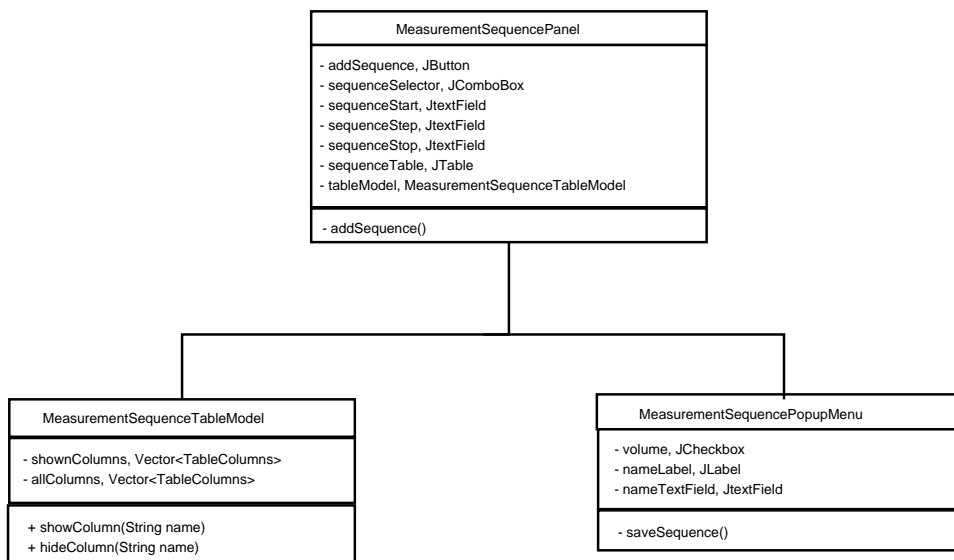 MeasurementSequencePanel
- addSequence, JButton
- sequenceSelector, JComboBox
- sequenceStart, JtextField
- sequenceStep, JtextField
- sequenceStop, JtextField
- sequenceTable, JTable
- tableModel, MeasurementSequenceTableModel
- addSequence()
MeasurementSequenceTableModel
- shownColumns, Vector<TableColumns>
- allColumns, Vector<TableColumns>
+ showColumn(String name)
+ hideColumn(String name)
MeasurementSequencePopupMenu
- volume, JCheckbox
- nameLabel, JLabel
- nameTextField, JtextField
- saveSequence()